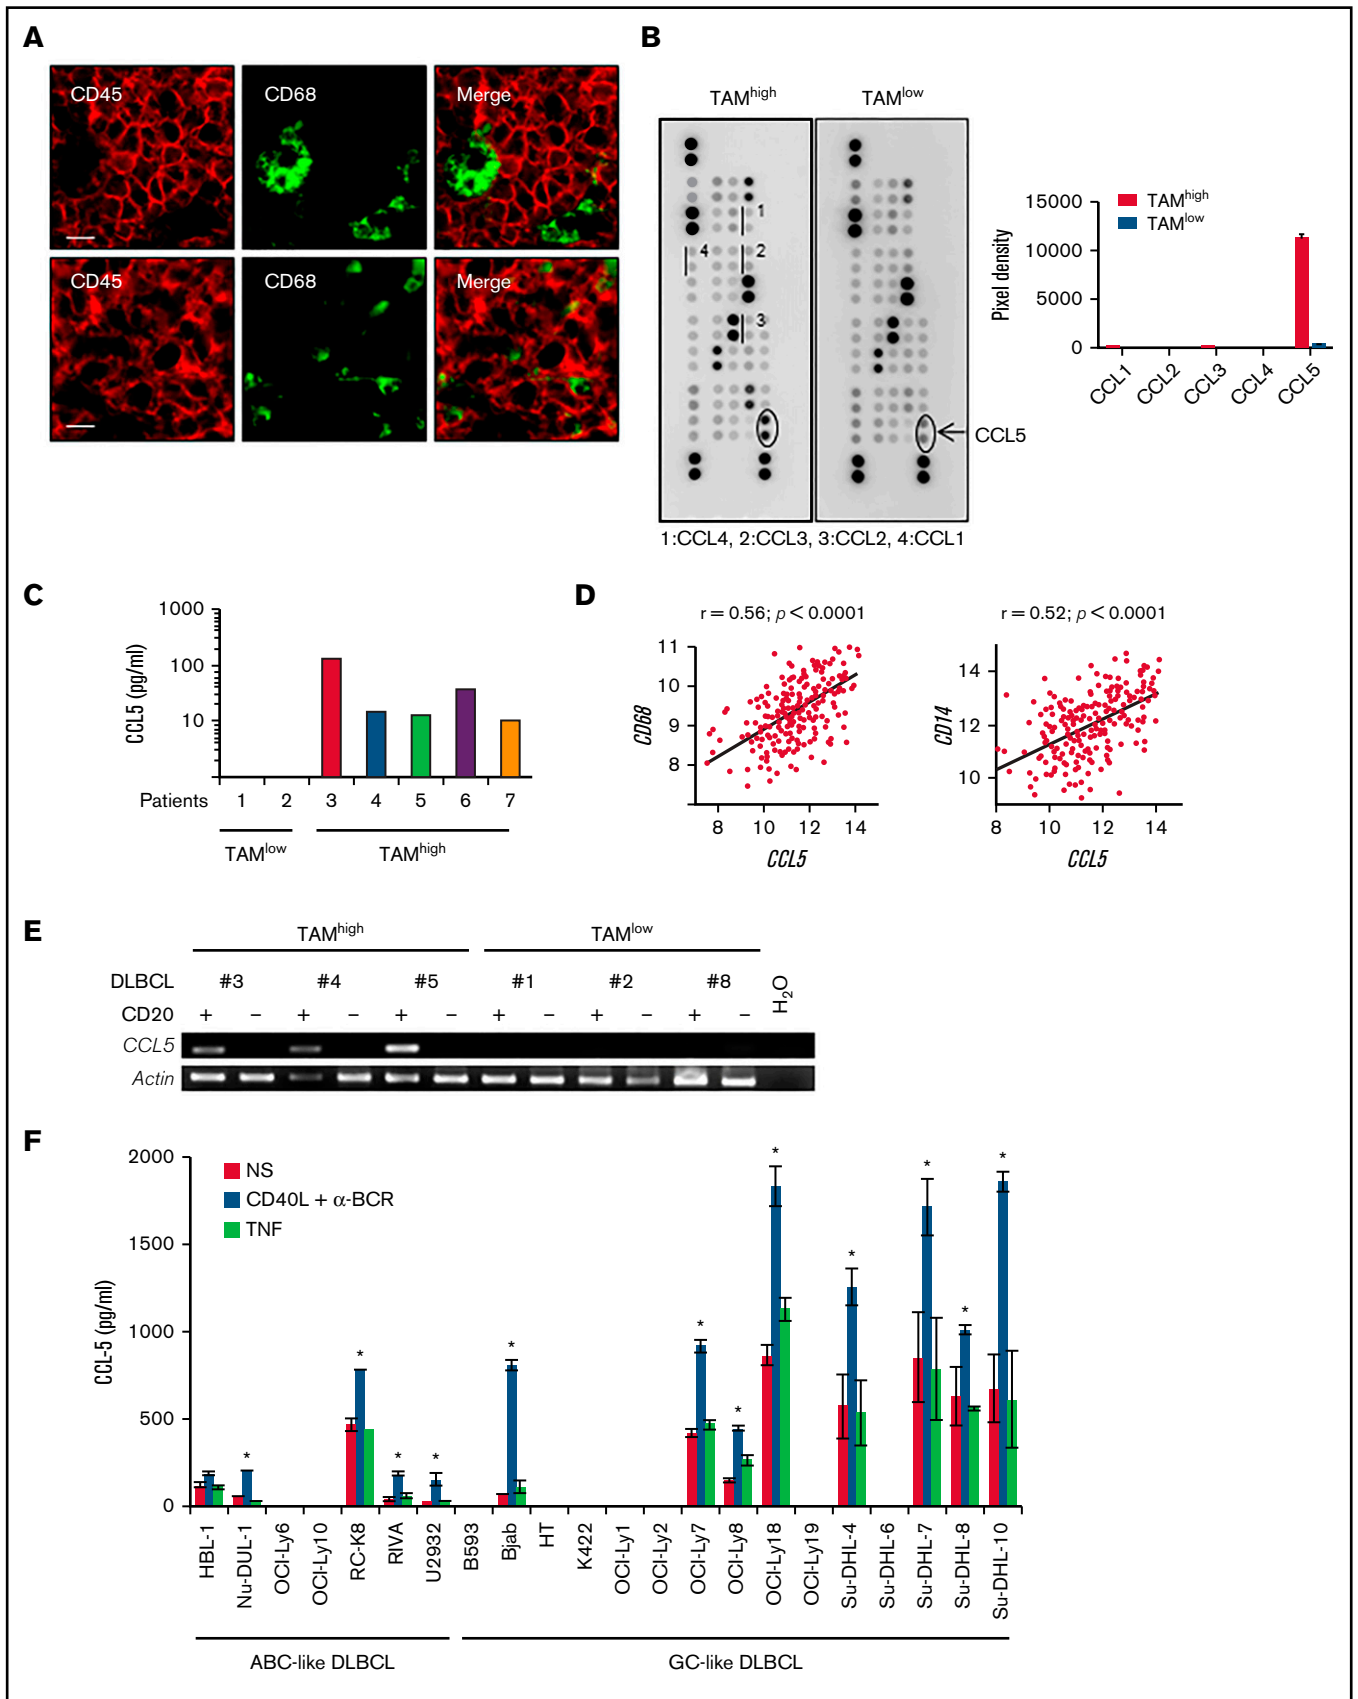 A
CD45
CD68
Merge
CD45
CD68
Merge
B
TAMhigh
TAMlow
1
4
2
3
CCL5
1:CCL4, 2:CCL3, 3:CCL2, 4:CCL1
TAMhigh
TAMlow
Pixel density
15000
10000
5000
0
CCL1
CCL2
CCL3
CCL4
CCL5
C
CCL5 (pg/ml)
1000
100
10
Patients 1 2 3 4 5 6 7
TAMlow
TAMhigh
D
r = 0.56; p < 0.0001
CD68
11
10
9
8
8 10 12 14
CCL5
r = 0.52; p < 0.0001
CD14
14
12
10
8 10 12 14
CCL5
E
TAMhigh
TAMlow
DLBCL #3 #4 #5 #1 #2 #8 H2O
CD20 + − + − + − + − + − + −
CCL5
Actin
F
CCL-5 (pg/ml)
2000
1500
1000
500
0
NS
CD40L + α-BCR
TNF
* * * * * * * * * * * *
HBL-1
Nu-DUL-1
OCI-Ly6
OCI-Ly10
RC-K8
RIVA
U2932
B593
Bjab
HT
K422
OCI-Ly1
OCI-Ly2
OCI-Ly7
OCI-Ly8
OCI-Ly18
OCI-Ly19
Su-DHL-4
Su-DHL-6
Su-DHL-7
Su-DHL-8
Su-DHL-10
ABC-like DLBCL
GC-like DLBCL